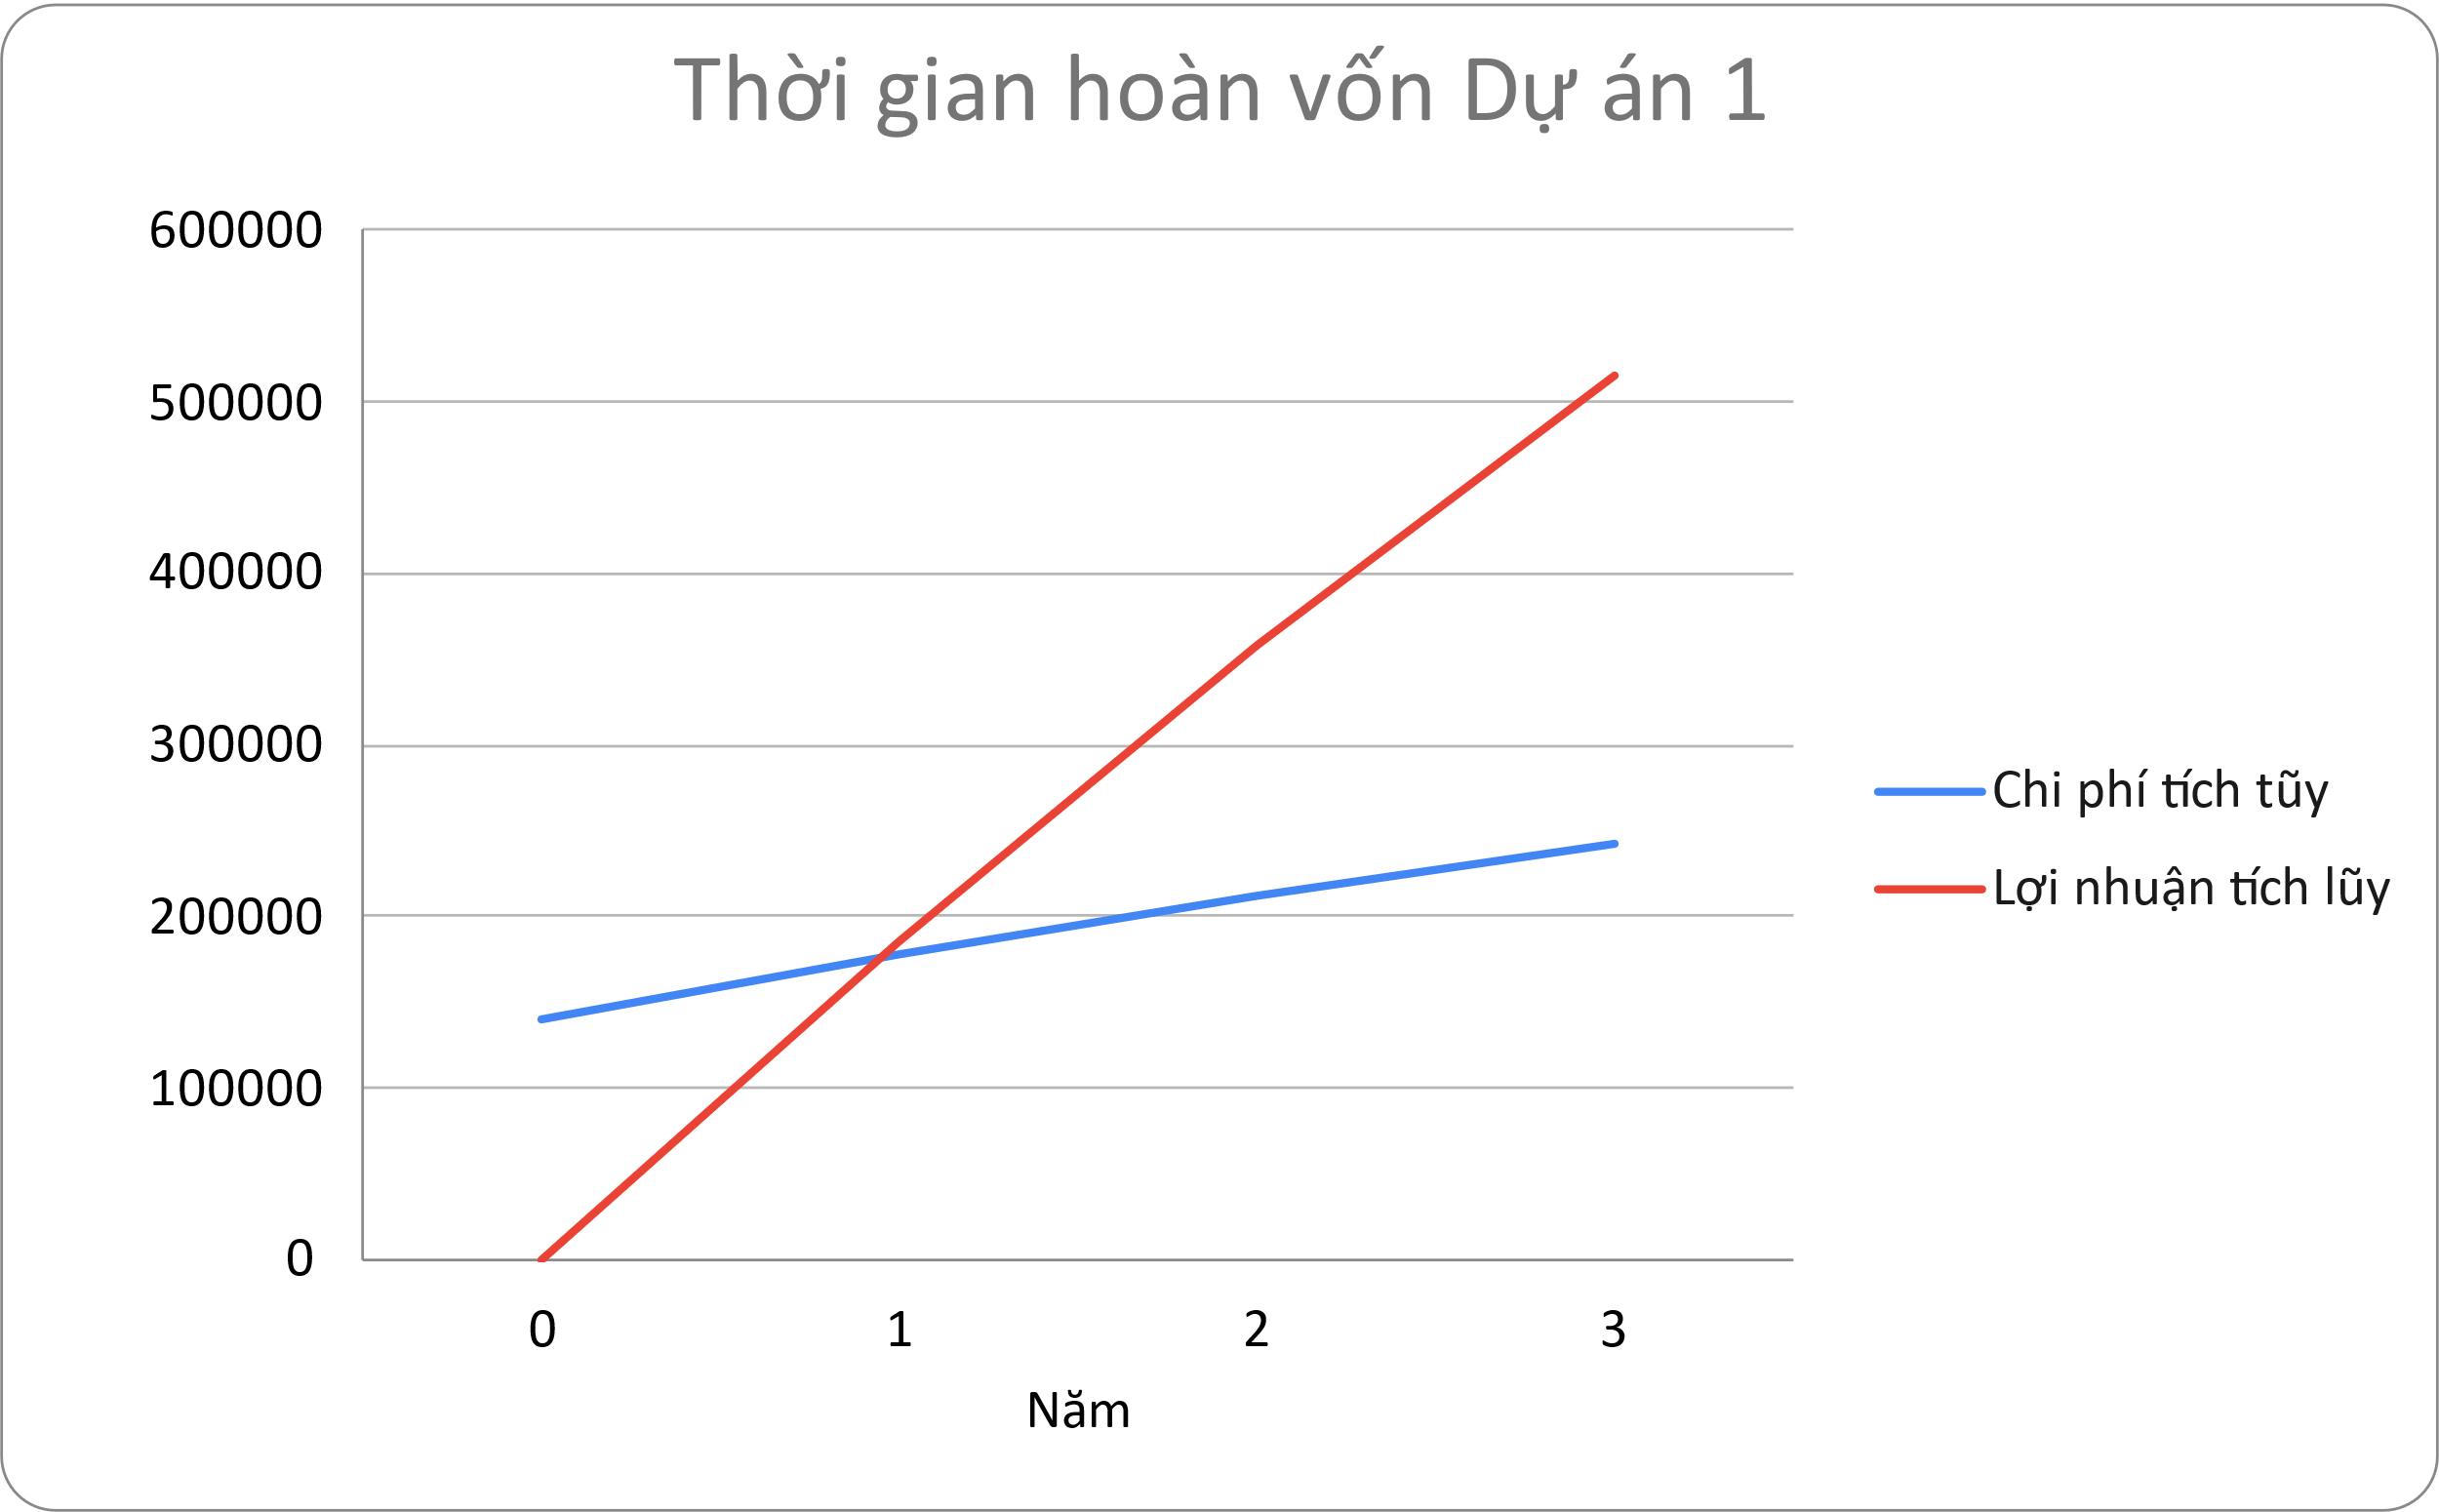 Thời gian hoàn vốn Dự án 1
600000
500000
400000
300000
200000
100000
0
0 1 2 3
Năm
Chi phí tích tũy
Lợi nhuận tích lũy